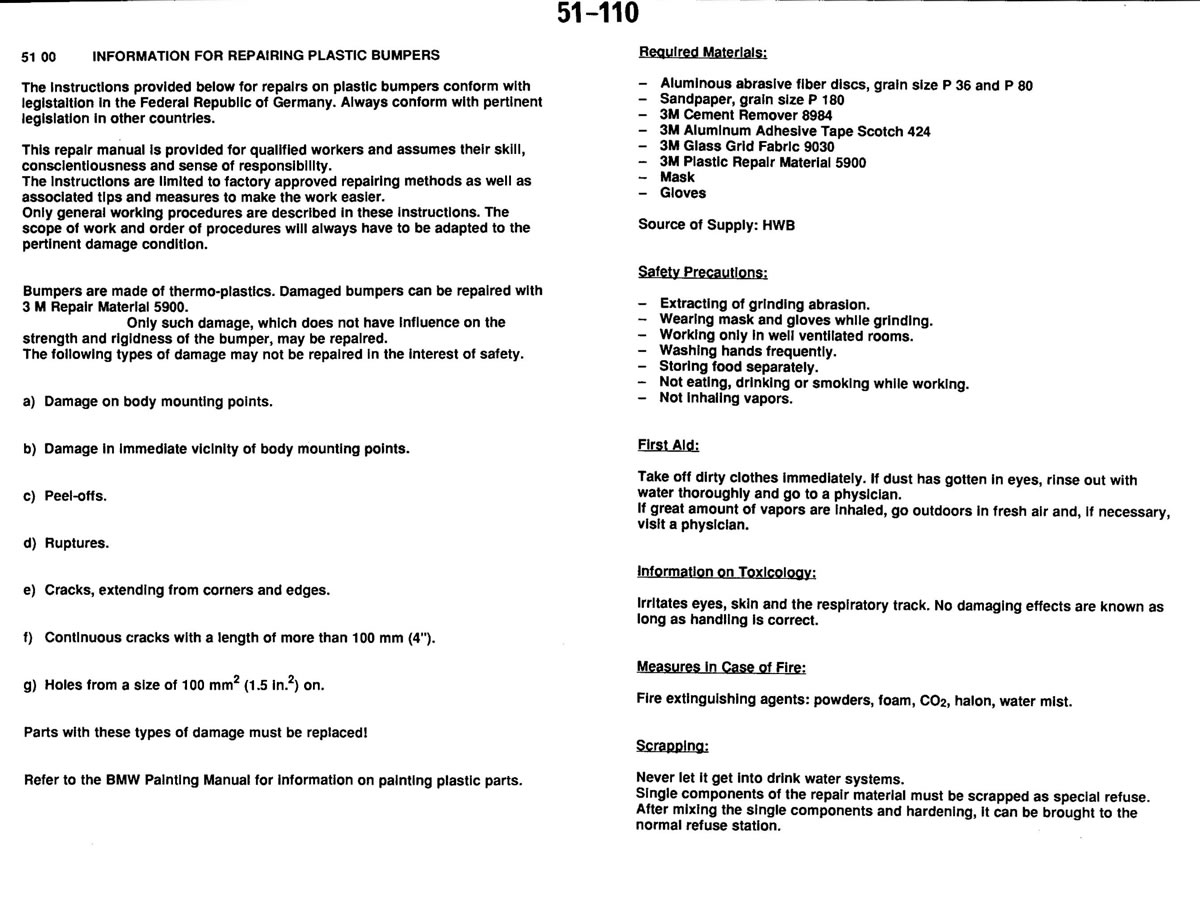 51-110
51 00 INFORMATION FOR REPAIRING PLASTIC BUMPERS
The instructions provided below for repairs on plastic bumpers conform with
legistaltion in the Federal Republic of Germany. Always conform with pertinent
legislation in other countries.
This repair manual is provided for qualified workers and assumes their skill,
conscientiousness and sense of responsibility.
The instructions are limited to factory approved repairing methods as well as
associated tips and measures to make the work easier.
Only general working procedures are described in these instructions. The
scope of work and order of procedures will always have to be adapted to the
pertinent damage condition.
Bumpers are made of thermo-plastics. Damaged bumpers can be repaired with
3 M Repair Material 5900.
Only such damage, which does not have influence on the
strength and rigidness of the bumper, may be repaired.
The following types of damage may not be repaired in the interest of safety.
a) Damage on body mounting points.
b) Damage in immediate vicinity of body mounting points.
c) Peel-offs.
d) Ruptures.
e) Cracks, extending from corners and edges.
f) Continuous cracks with a length of more than 100 mm (4").
g) Holes from a size of 100 mm² (1.5 in.²) on.
Parts with these types of damage must be replaced!
Refer to the BMW Painting Manual for information on painting plastic parts.
Required Materials:
– Aluminous abrasive fiber discs, grain size P 36 and P 80
– Sandpaper, grain size P 180
– 3M Cement Remover 8984
– 3M Aluminum Adhesive Tape Scotch 424
– 3M Glass Grid Fabric 9030
– 3M Plastic Repair Material 5900
– Mask
– Gloves
Source of Supply: HWB
Safety Precautions:
– Extracting of grinding abrasion.
– Wearing mask and gloves while grinding.
– Working only in well ventilated rooms.
– Washing hands frequently.
– Storing food separately.
– Not eating, drinking or smoking while working.
– Not inhaling vapors.
First Aid:
Take off dirty clothes immediately. If dust has gotten in eyes, rinse out with
water thoroughly and go to a physician.
If great amount of vapors are inhaled, go outdoors in fresh air and, if necessary,
visit a physician.
Information on Toxicology:
Irritates eyes, skin and the respiratory track. No damaging effects are known as
long as handling is correct.
Measures in Case of Fire:
Fire extinguishing agents: powders, foam, CO₂, halon, water mist.
Scrapping:
Never let it get into drink water systems.
Single components of the repair material must be scrapped as special refuse.
After mixing the single components and hardening, it can be brought to the
normal refuse station.